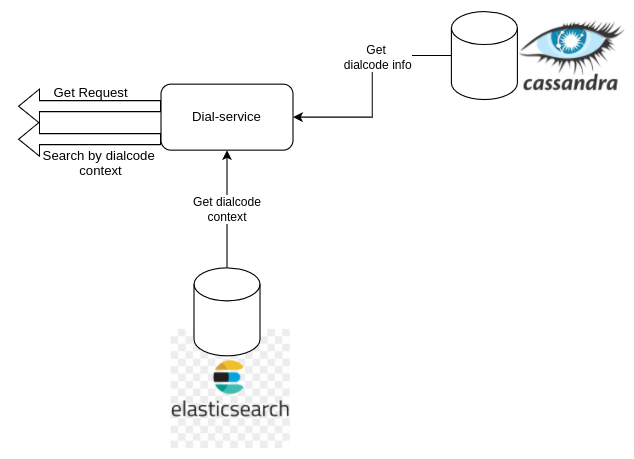 Get
dialcode info
cassandra
Get Request
Dial-service
Search by dialcode
context
Get dialcode
context
elasticsearch